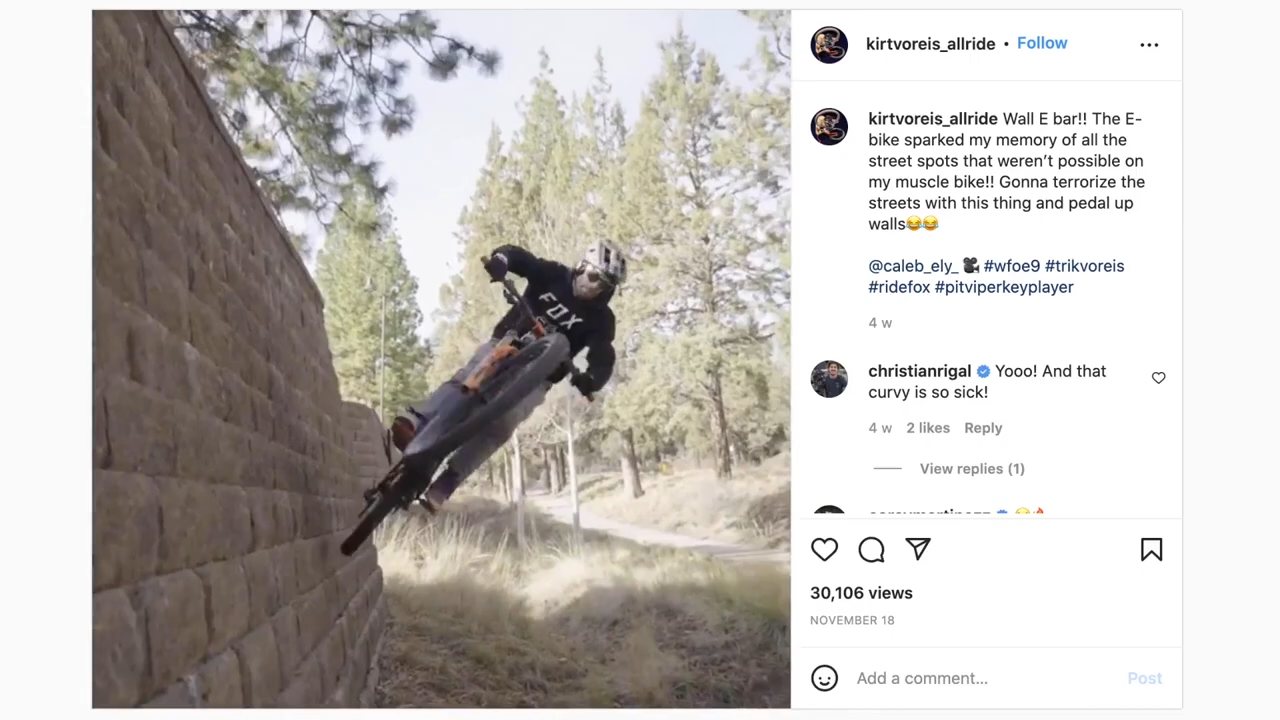 FOX
kirtvoreis_allride • Follow
kirtvoreis_allride Wall E bar!! The E-
bike sparked my memory of all the
street spots that weren’t possible on
my muscle bike!! Gonna terrorize the
streets with this thing and pedal up
walls😂😂
@caleb_ely_ 🎥 #wfoe9 #trikvoreis
#ridefox #pitviperkeyplayer
4 w
christianrigal Yooo! And that
curvy is so sick!
4 w 2 likes Reply
View replies (1)
30,106 views
NOVEMBER 18
Add a comment... Post